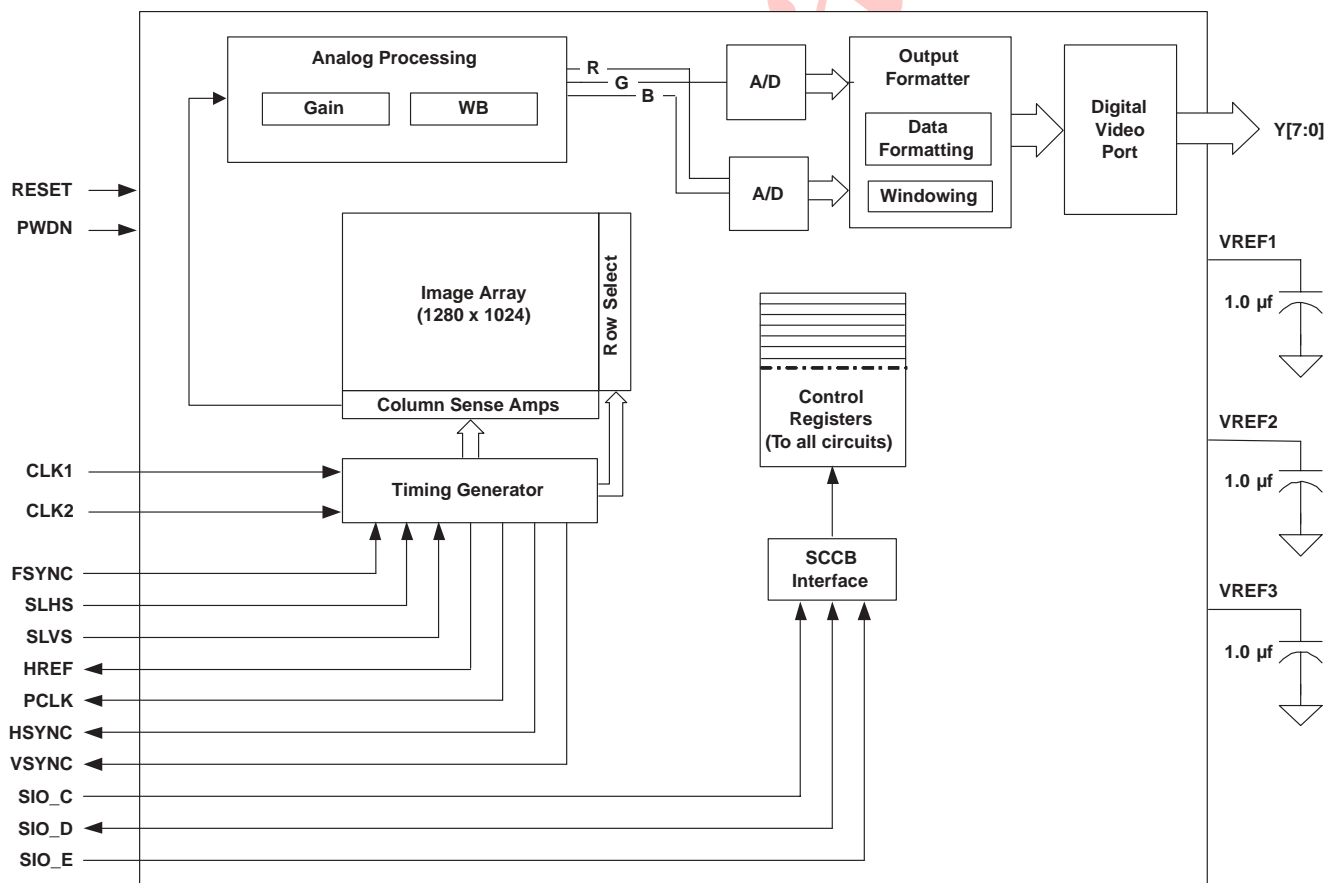 Analog Processing
Gain
WB
R
G
B
A/D
A/D
Output
Formatter
Data
Formatting
Windowing
Digital
Video
Port
Y[7:0]
RESET
PWDN
Image Array
(1280 x 1024)
Row Select
Column Sense Amps
Timing Generator
Control
Registers
(To all circuits)
SCCB
Interface
VREF1
1.0 µf
VREF2
1.0 µf
VREF3
1.0 µf
CLK1
CLK2
FSYNC
SLHS
SLVS
HREF
PCLK
HSYNC
VSYNC
SIO_C
SIO_D
SIO_E